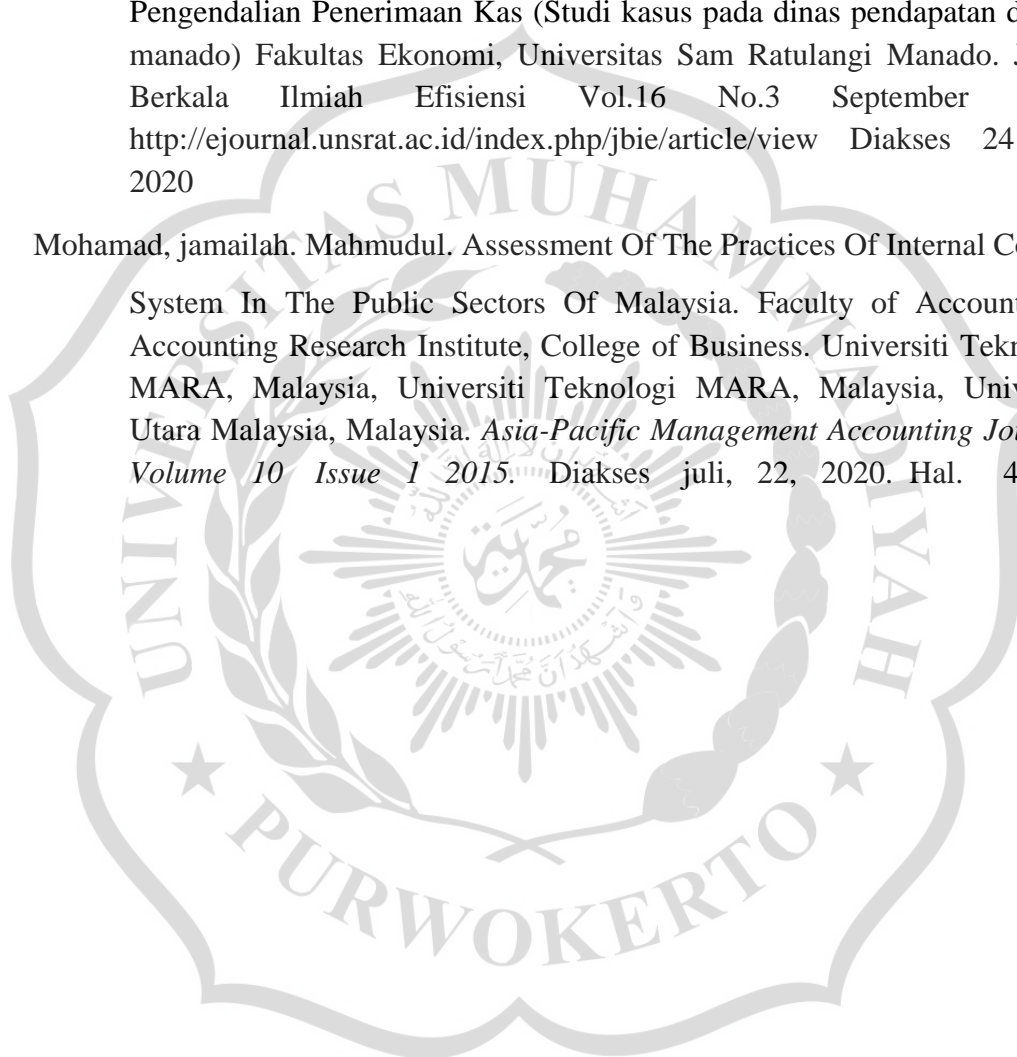 Pengendalian Penerimaan Kas (Studi kasus pada dinas pendapatan
manado) Fakultas Ekonomi, Universitas Sam Ratulangi Manado.
Berkala Ilmiah Efisiensi Vol.16 No.3 September
http://ejournal.unsrat.ac.id/index.php/jbie/article/view Diakses 24
2020
Mohamad, jamailah. Mahmudul. Assessment Of The Practices Of Internal
System In The Public Sectors Of Malaysia. Faculty of
Accounting Research Institute, College of Business. Universiti
MARA, Malaysia, Universiti Teknologi MARA, Malaysia,
Utara Malaysia, Malaysia. Asia-Pacific Management Accounting
Volume 10 Issue 1 2015. Diakses juli, 22, 2020. Hal.
UNIVERSITAS MUHAMMADIYAH
PURWOKERTO